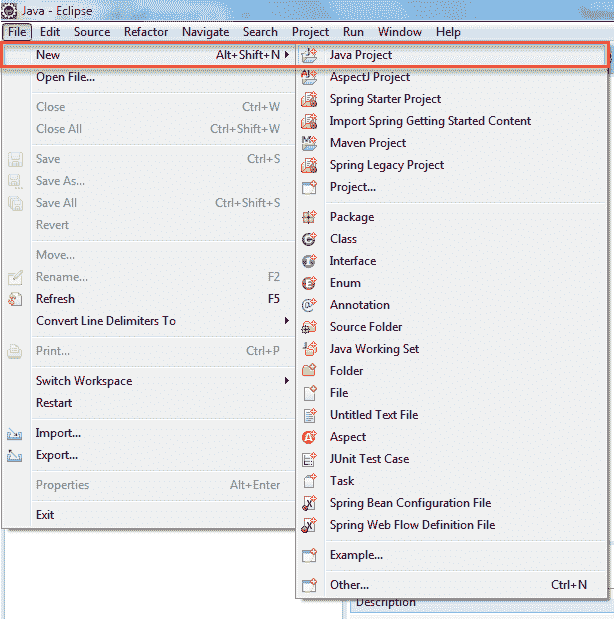 Java - Eclipse
File Edit Source Refactor Navigate Search Project Run Window Help
New Alt+Shift+N
Open File...
Close Ctrl+W
Close All Ctrl+Shift+W
Save Ctrl+S
Save As...
Save All Ctrl+Shift+S
Revert
Move...
Rename... F2
Refresh F5
Convert Line Delimiters To
Print... Ctrl+P
Switch Workspace
Restart
Import...
Export...
Properties Alt+Enter
Exit
Java Project
AspectJ Project
Spring Starter Project
Import Spring Getting Started Content
Maven Project
Spring Legacy Project
Project...
Package
Class
Interface
Enum
Annotation
Source Folder
Java Working Set
Folder
File
Untitled Text File
Aspect
JUnit Test Case
Task
Spring Bean Configuration File
Spring Web Flow Definition File
Example...
Other... Ctrl+N
Description